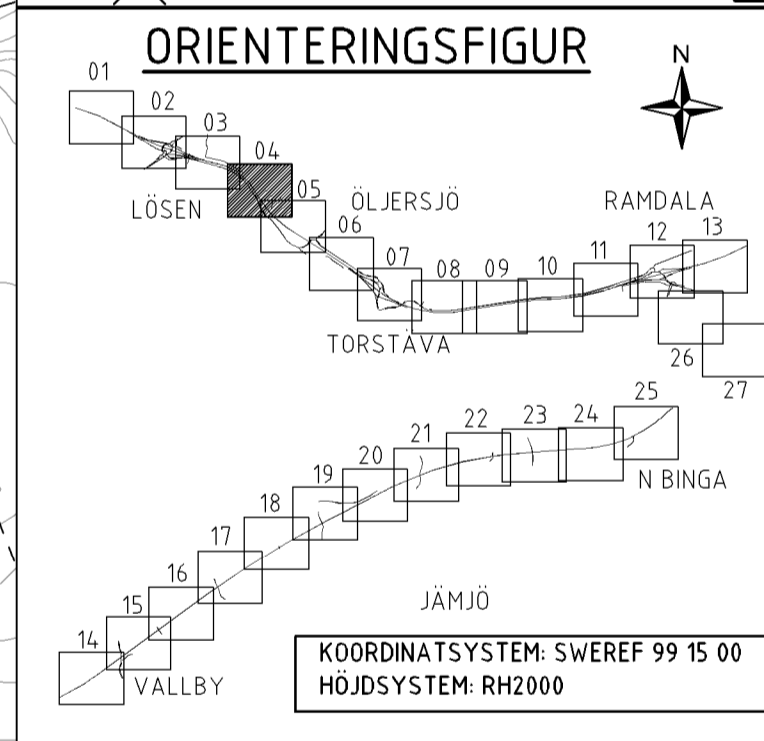 ORIENTERINGSFIGUR
N
01
02
03
04
LÖSEN
05
ÖLJERSJÖ
RAMDALA
06
07
08
09
10
11
12
13
TORSTÄVA
26
27
25
24
23
22
21
N BINGA
20
19
18
17
16
JÄMJÖ
15
14
VALLBY
KOORDINATSYSTEM: SWEREF 99 15 00
HÖJDSYSTEM: RH2000